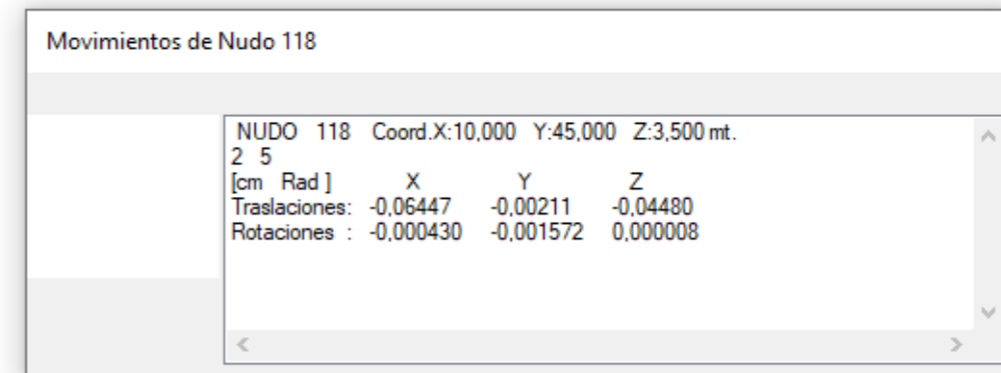 Movimientos de Nudo 118
NUDO 118 Coord.X:10,000 Y:45,000 Z:3,500 mt.
2 5
[cm Rad ] X Y Z
Traslaciones: -0,06447 -0,00211 -0,04480
Rotaciones : -0,000430 -0,001572 0,000008